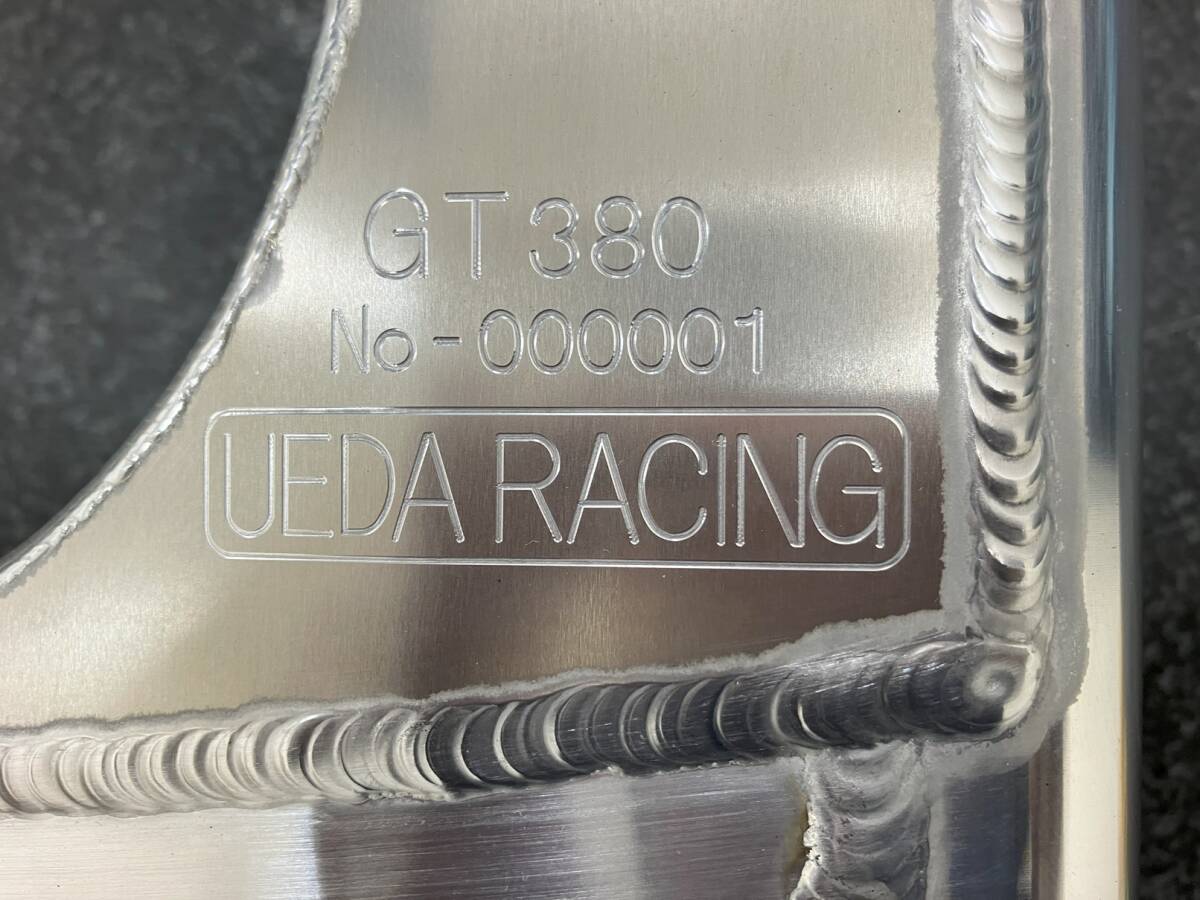 GT380
No-000001
UEDA RACING